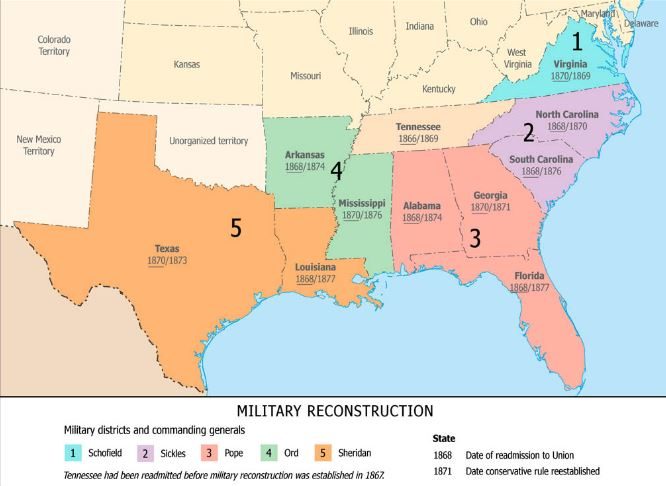 Colorado
Territory
Kansas
Missouri
Illinois
Indiana
Ohio
West
Virginia
Maryland
Delaware
1
Virginia
1870/1869
Kentucky
New Mexico
Territory
Unorganized territory
Tennessee
1866/1869
North Carolina
1868/1870
2
South Carolina
1868/1876
Arkansas
1868/1874
4
Mississippi
1870/1876
Alabama
1868/1874
Georgia
1870/1871
3
5
Texas
1870/1873
Louisiana
1868/1877
Florida
1868/1877
MILITARY RECONSTRUCTION
Military districts and commanding generals
1 Schofield 2 Sickles 3 Pope 4 Ord 5 Sheridan
Tennessee had been readmitted before military reconstruction was established in 1867.
State
1868 Date of readmission to Union
1871 Date conservative rule reestablished